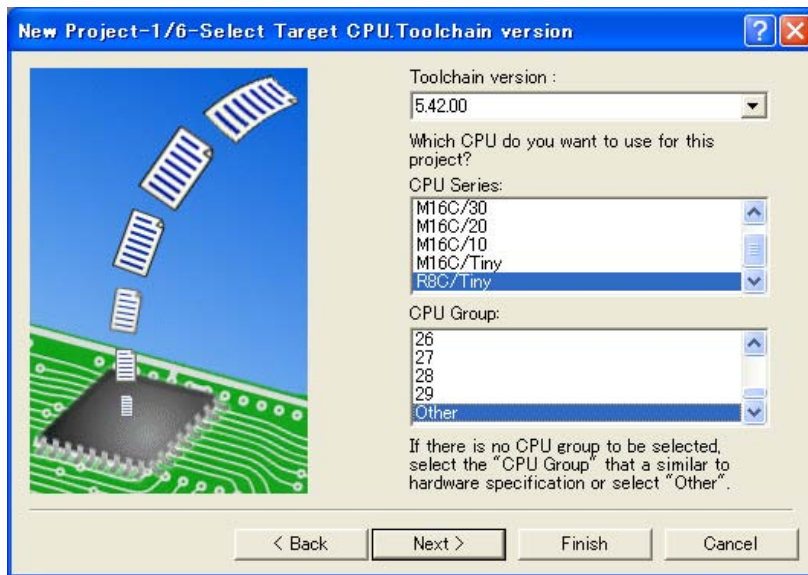 New Project-1/6-Select Target CPU.Toolchain version
Toolchain version :
5.42.00
Which CPU do you want to use for this
project?
CPU Series:
M16C/30
M16C/20
M16C/10
M16C/Tiny
R8C/Tiny
CPU Group:
26
27
28
29
Other
If there is no CPU group to be selected,
select the "CPU Group" that a similar to
hardware specification or select "Other".
< Back
Next >
Finish
Cancel